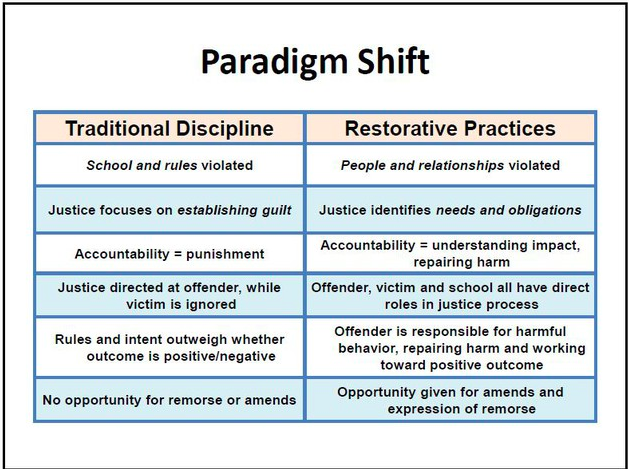 Paradigm Shift
Traditional Discipline
Restorative Practices
School and rules violated
People and relationships violated
Justice focuses on establishing guilt
Justice identifies needs and obligations
Accountability = punishment
Accountability = understanding impact,
repairing harm
Justice directed at offender, while
victim is ignored
Offender, victim and school all have direct
roles in justice process
Rules and intent outweigh whether
outcome is positive/negative
Offender is responsible for harmful
behavior, repairing harm and working
toward positive outcome
No opportunity for remorse or amends
Opportunity given for amends and
expression of remorse